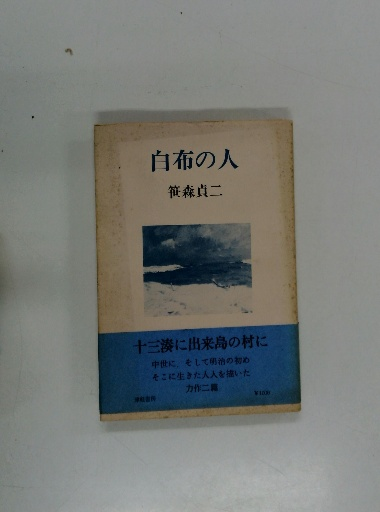 白布の人
笹森貞二
十三湊に出来島の村に
中世に、そして明治の初め
そこに生きた人人を描いた
力作二篇